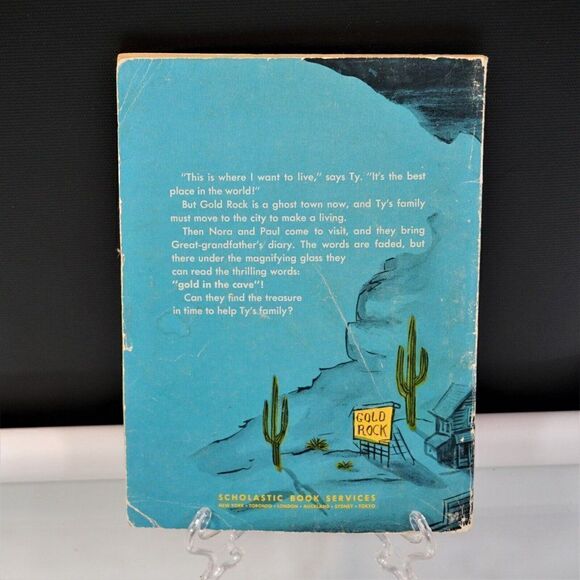 "This is where I want to live," says Ty. "It's the best
place in the world!"
But Gold Rock is a ghost town now, and Ty's family
must move to the city to make a living.
Then Nora and Paul come to visit, and they bring
Great-grandfather's diary. The words are faded, but
there under the magnifying glass they
can read the thrilling words:
"gold in the cave"!
Can they find the treasure
in time to help Ty's family?
GOLD
ROCK
SCHOLASTIC BOOK SERVICES
NEW YORK • TORONTO • LONDON • AUCKLAND • SYDNEY • TOKYO